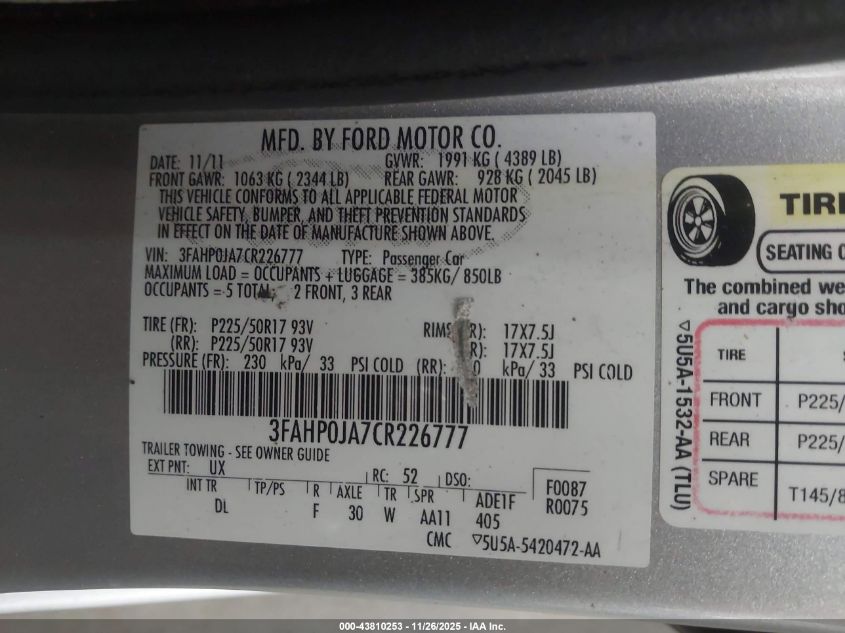 MFD. BY FORD MOTOR CO.
DATE: 11/11
GVWR: 1991 KG ( 4389 LB)
FRONT GAWR: 1063 KG ( 2344 LB)
REAR GAWR: 928 KG ( 2045 LB)
THIS VEHICLE CONFORMS TO ALL APPLICABLE FEDERAL MOTOR
VEHICLE SAFETY, BUMPER, AND THEFT PREVENTION STANDARDS
IN EFFECT ON THE DATE OF MANUFACTURE SHOWN ABOVE.
VIN: 3FAHP0JA7CR226777 TYPE: Passenger Car
MAXIMUM LOAD = OCCUPANTS + LUGGAGE = 385KG/ 850LB
OCCUPANTS = 5 TOTAL, 2 FRONT, 3 REAR
TIRE (FR): P225/50R17 93V RIMS R): 17X7.5J
(RR): P225/50R17 93V R): 17X7.5J
PRESSURE (FR): 230 kPa/ 33 PSI COLD (RR): 0 kPa/ 33 PSI COLD
3FAHP0JA7CR226777
TRAILER TOWING - SEE OWNER GUIDE
EXT PNT: UX RC: 52 DSO: F0087
INT TR TP/PS R AXLE TR SPR ADE1F R0075
DL F 30 W AA11 405
CMC ▽5U5A-5420472-AA
TIRE
SEATING C
The combined we
and cargo sho
TIRE S
FRONT P225/
REAR P225/
SPARE T145/8
▽5U5A-1532-AA (TLU)
000-43810253 - 11/26/2025 - IAA Inc.